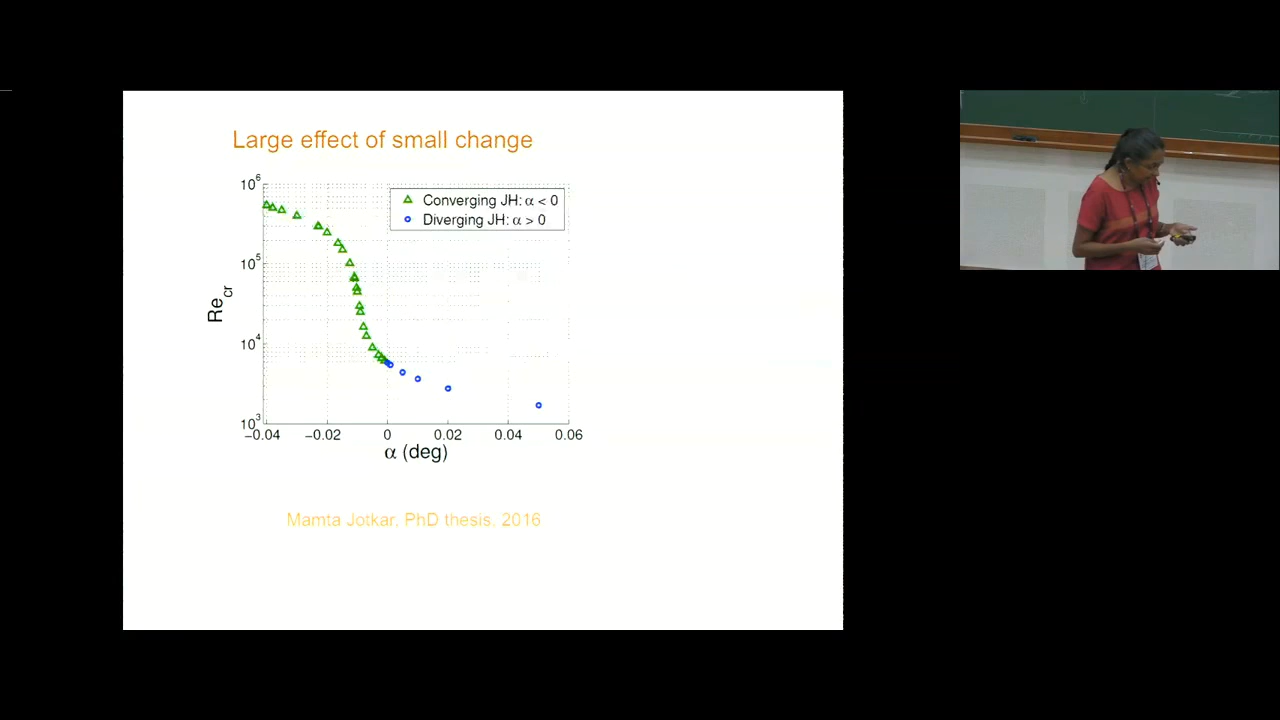 Large effect of small change
10^6
10^5
10^4
10^3
Re_cr
Converging JH: α < 0
Diverging JH: α > 0
−0.04 −0.02 0 0.02 0.04 0.06
α (deg)
Mamta Jotkar, PhD thesis, 2016